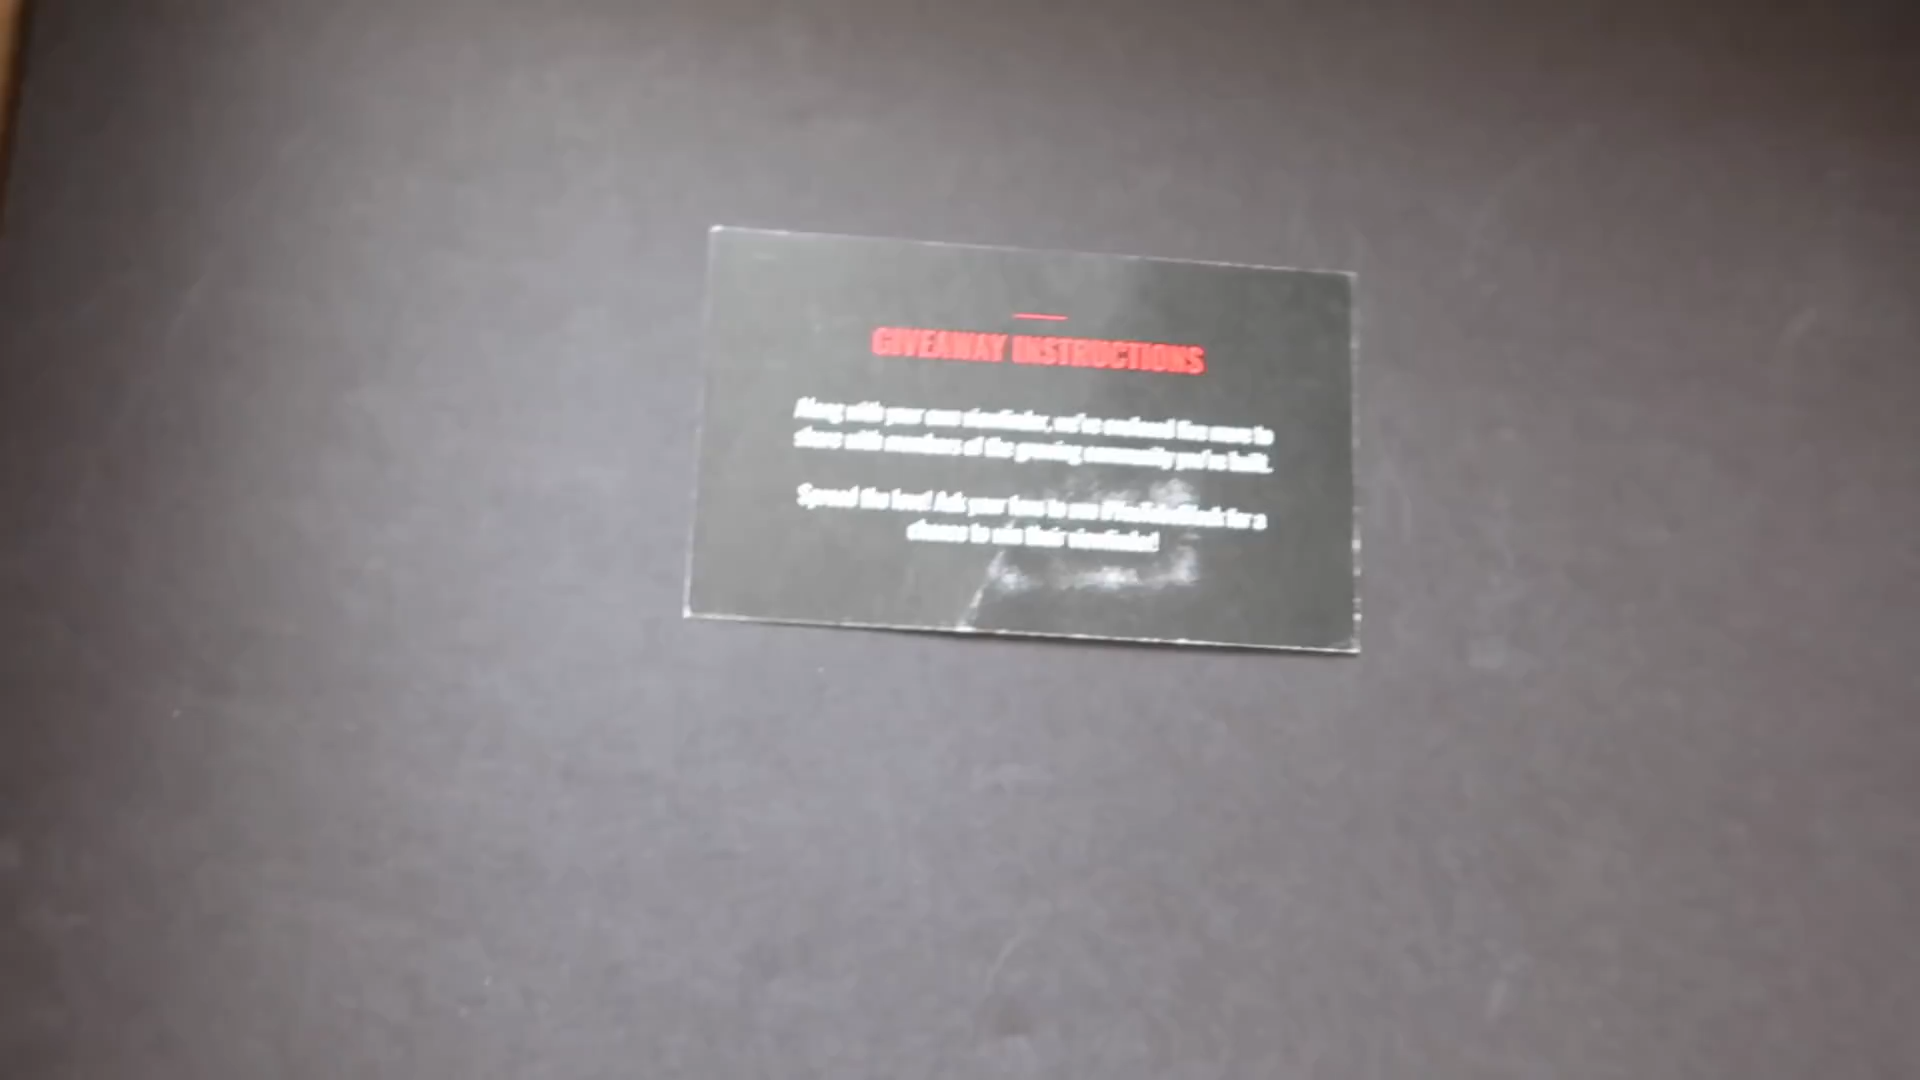 GIVEAWAY INSTRUCTIONS
Along with your own viewfinder, we've enclosed five more to
share with members of the growing community you've built.
Spread the love! Ask your fans to use for a
chance to win their viewfinder!